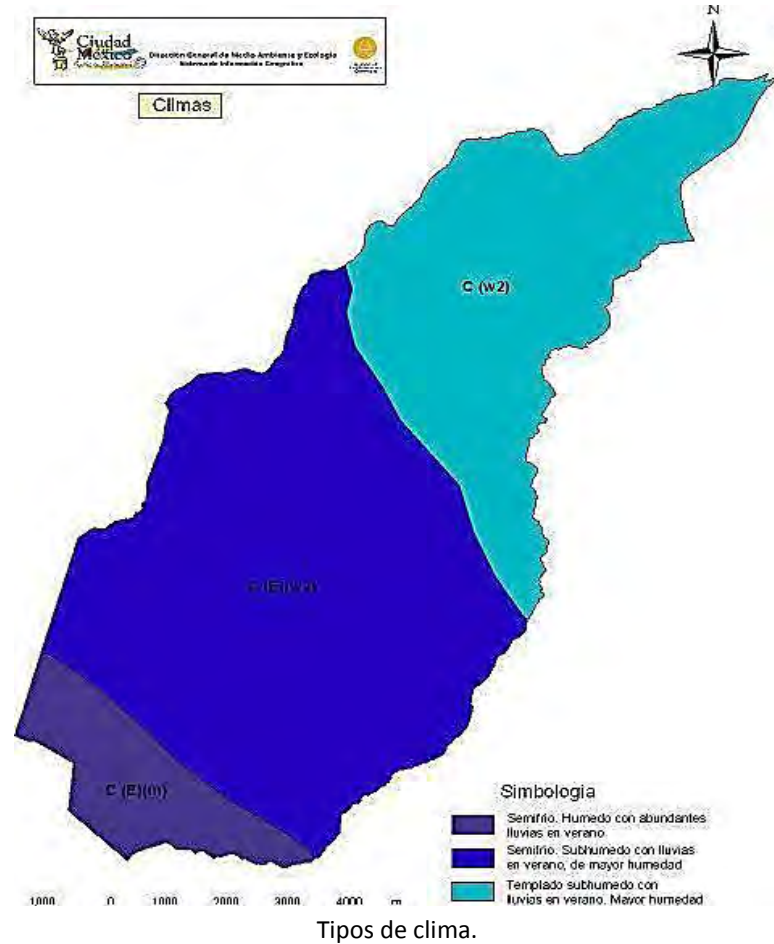 Ciudad
México
Dirección General de Medio Ambiente y Ecología
Sistema de Información Geográfica
Climas
N
C (w2)
C (E)(w2)
C (E)(m)
Simbología
Semifrio. Humedo con abundantes
lluvias en verano
Semifrio. Subhumedo con lluvias
en verano, de mayor humedad
Templado subhumedo con
lluvias en verano. Mayor humedad
1000 0 1000 2000 3000 4000 m
Tipos de clima.